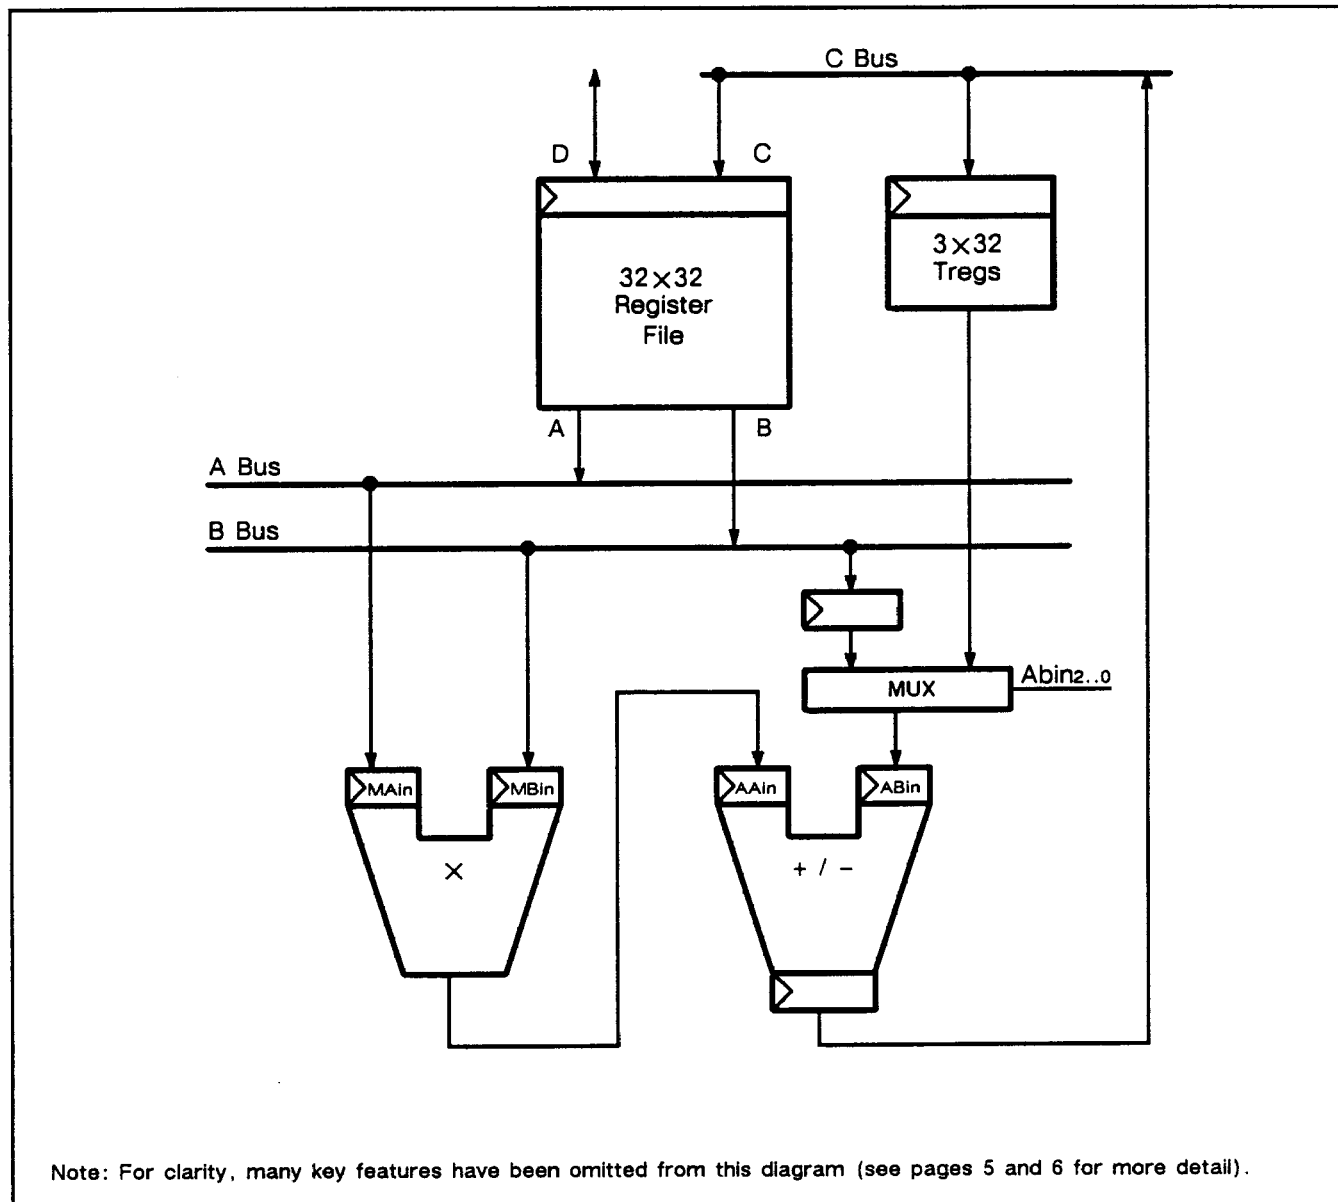 C Bus
D
C
32×32
Register
File
3×32
Tregs
A
B
A Bus
B Bus
MUX
Abin2..0
MAin
MBin
AAin
ABin
×
+ / -
Note: For clarity, many key features have been omitted from this diagram (see pages 5 and 6 for more detail).